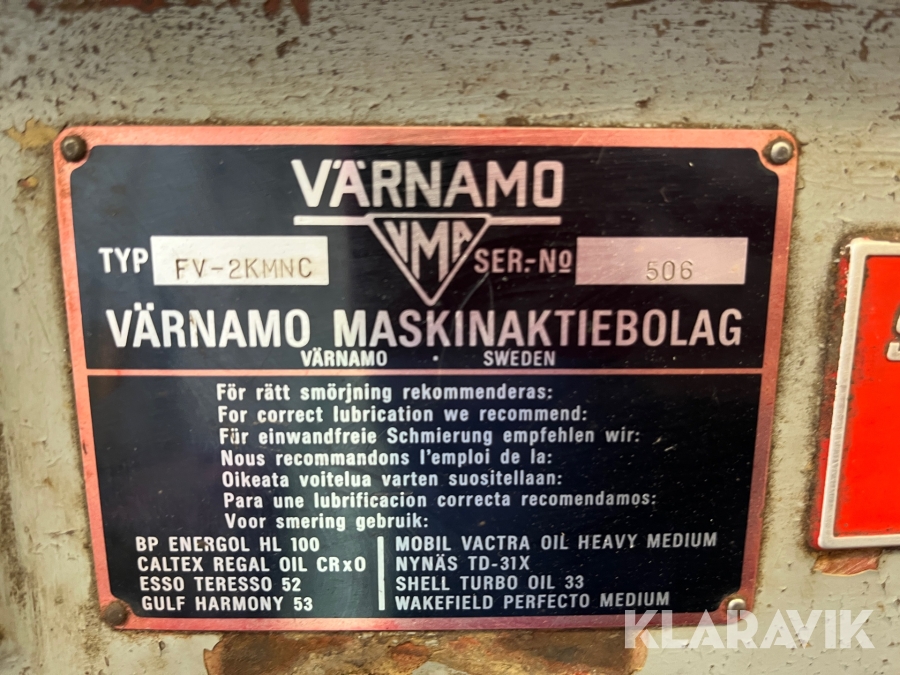 VÄRNAMO
VMA
TYP FV-2KMNC SER.-No 506
VÄRNAMO MASKINAKTIEBOLAG
VÄRNAMO · SWEDEN
För rätt smörjning rekommenderas:
For correct lubrication we recommend:
Für einwandfreie Schmierung empfehlen wir:
Nous recommandons l'emploi de la:
Oikeata voitelua varten suositellaan:
Para une lubrificacion correcta recomendamos:
Voor smering gebruik:
BP ENERGOL HL 100
CALTEX REGAL OIL CRxO
ESSO TERESSO 52
GULF HARMONY 53
MOBIL VACTRA OIL HEAVY MEDIUM
NYNÄS TD-31X
SHELL TURBO OIL 33
WAKEFIELD PERFECTO MEDIUM
KLARAVIK